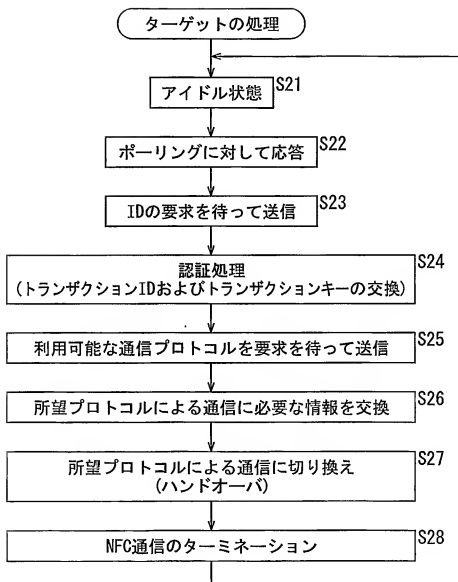 ターゲットの処理
アイドル状態
S21
ポーリングに対して応答
S22
IDの要求を待って送信
S23
認証処理
(トランザクションIDおよびトランザクションキーの交換)
S24
利用可能な通信プロトコルを要求を待って送信
S25
所望プロトコルによる通信に必要な情報を交換
S26
所望プロトコルによる通信に切り換え
(ハンドオーバ)
S27
NFC通信のターミネーション
S28